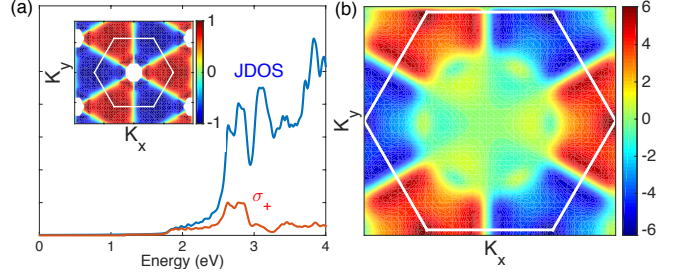 (a)
1
0
-1
K_y
K_x
JDOS
σ_+
0 1 2 3 4
Energy (eV)
(b)
6
4
2
0
-2
-4
-6
K_y
K_x